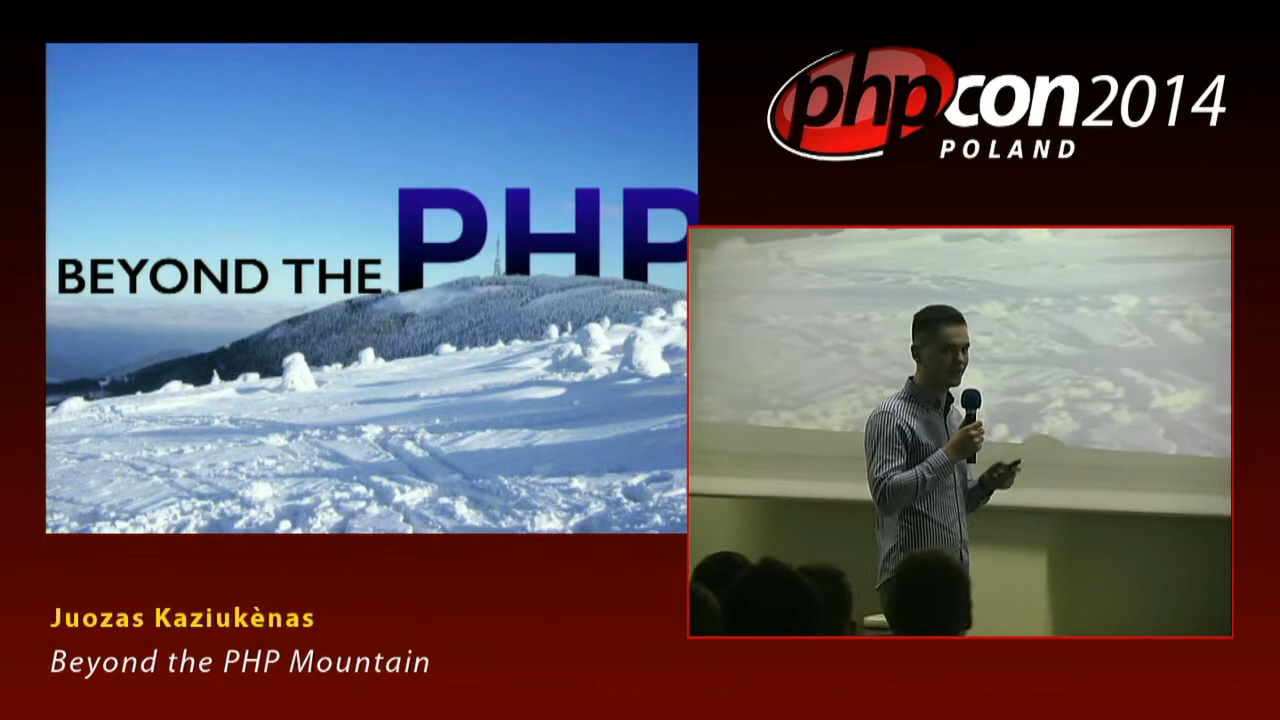 phpcon2014
POLAND
BEYOND THE PHP
Juozas Kaziukènas
Beyond the PHP Mountain